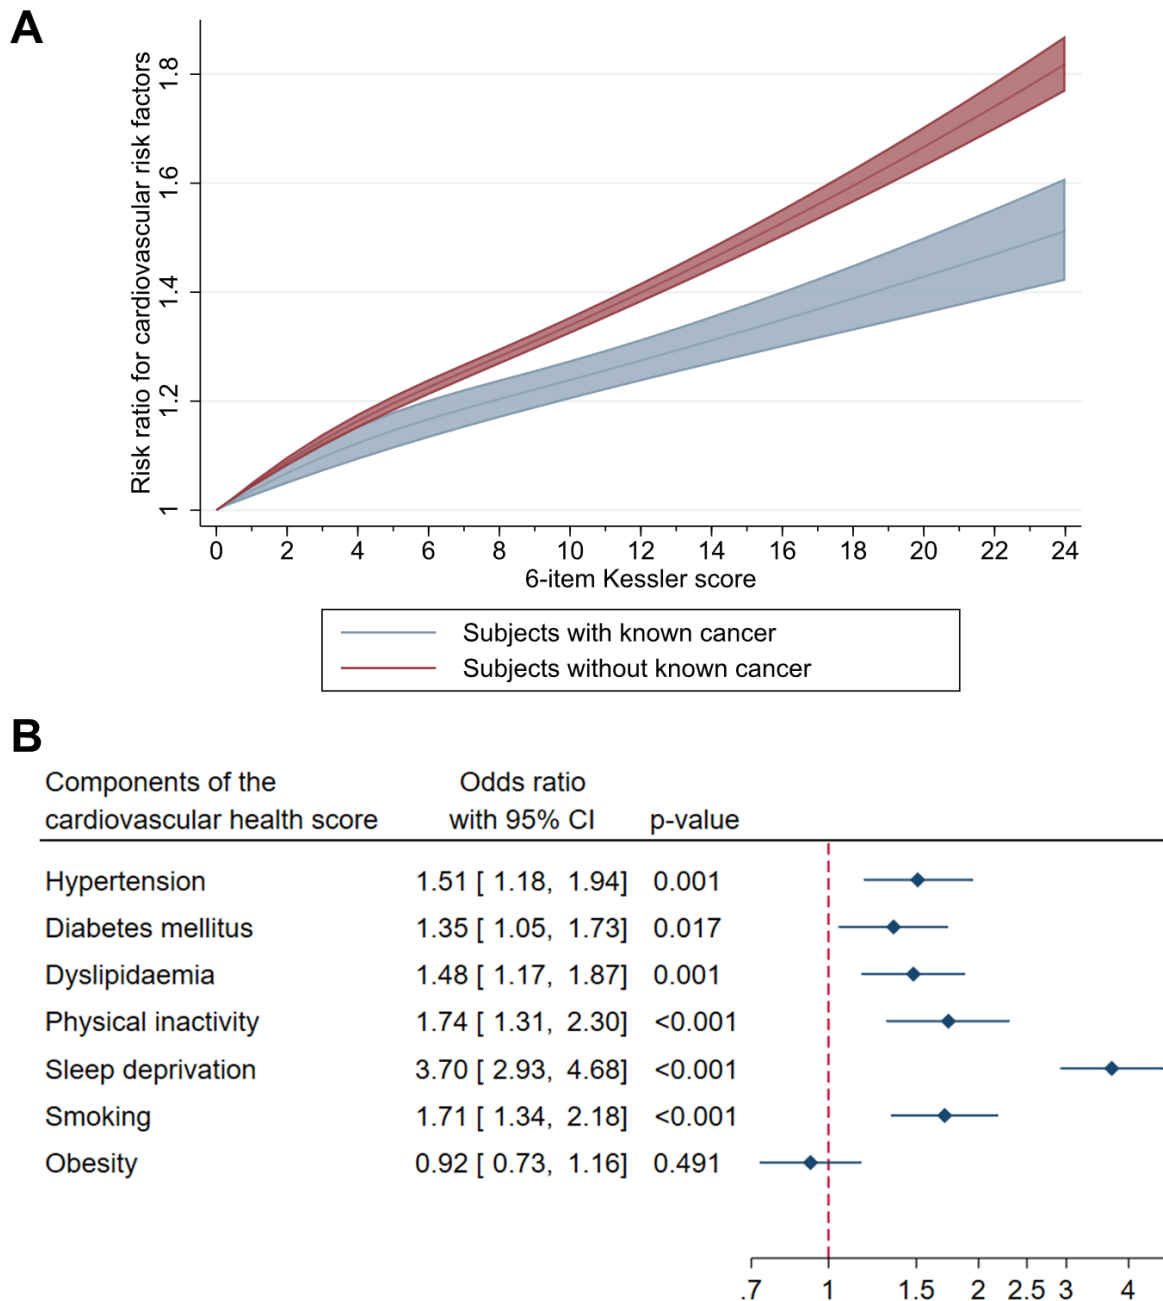 A
Risk ratio for cardiovascular risk factors
1.8
1.6
1.4
1.2
1
0 2 4 6 8 10 12 14 16 18 20 22 24
6-item Kessler score
Subjects with known cancer
Subjects without known cancer
B
Components of the Odds ratio
cardiovascular health score with 95% CI p-value
Hypertension 1.51 [ 1.18, 1.94] 0.001
Diabetes mellitus 1.35 [ 1.05, 1.73] 0.017
Dyslipidaemia 1.48 [ 1.17, 1.87] 0.001
Physical inactivity 1.74 [ 1.31, 2.30] <0.001
Sleep deprivation 3.70 [ 2.93, 4.68] <0.001
Smoking 1.71 [ 1.34, 2.18] <0.001
Obesity 0.92 [ 0.73, 1.16] 0.491
.7 1 1.5 2 2.5 3 4